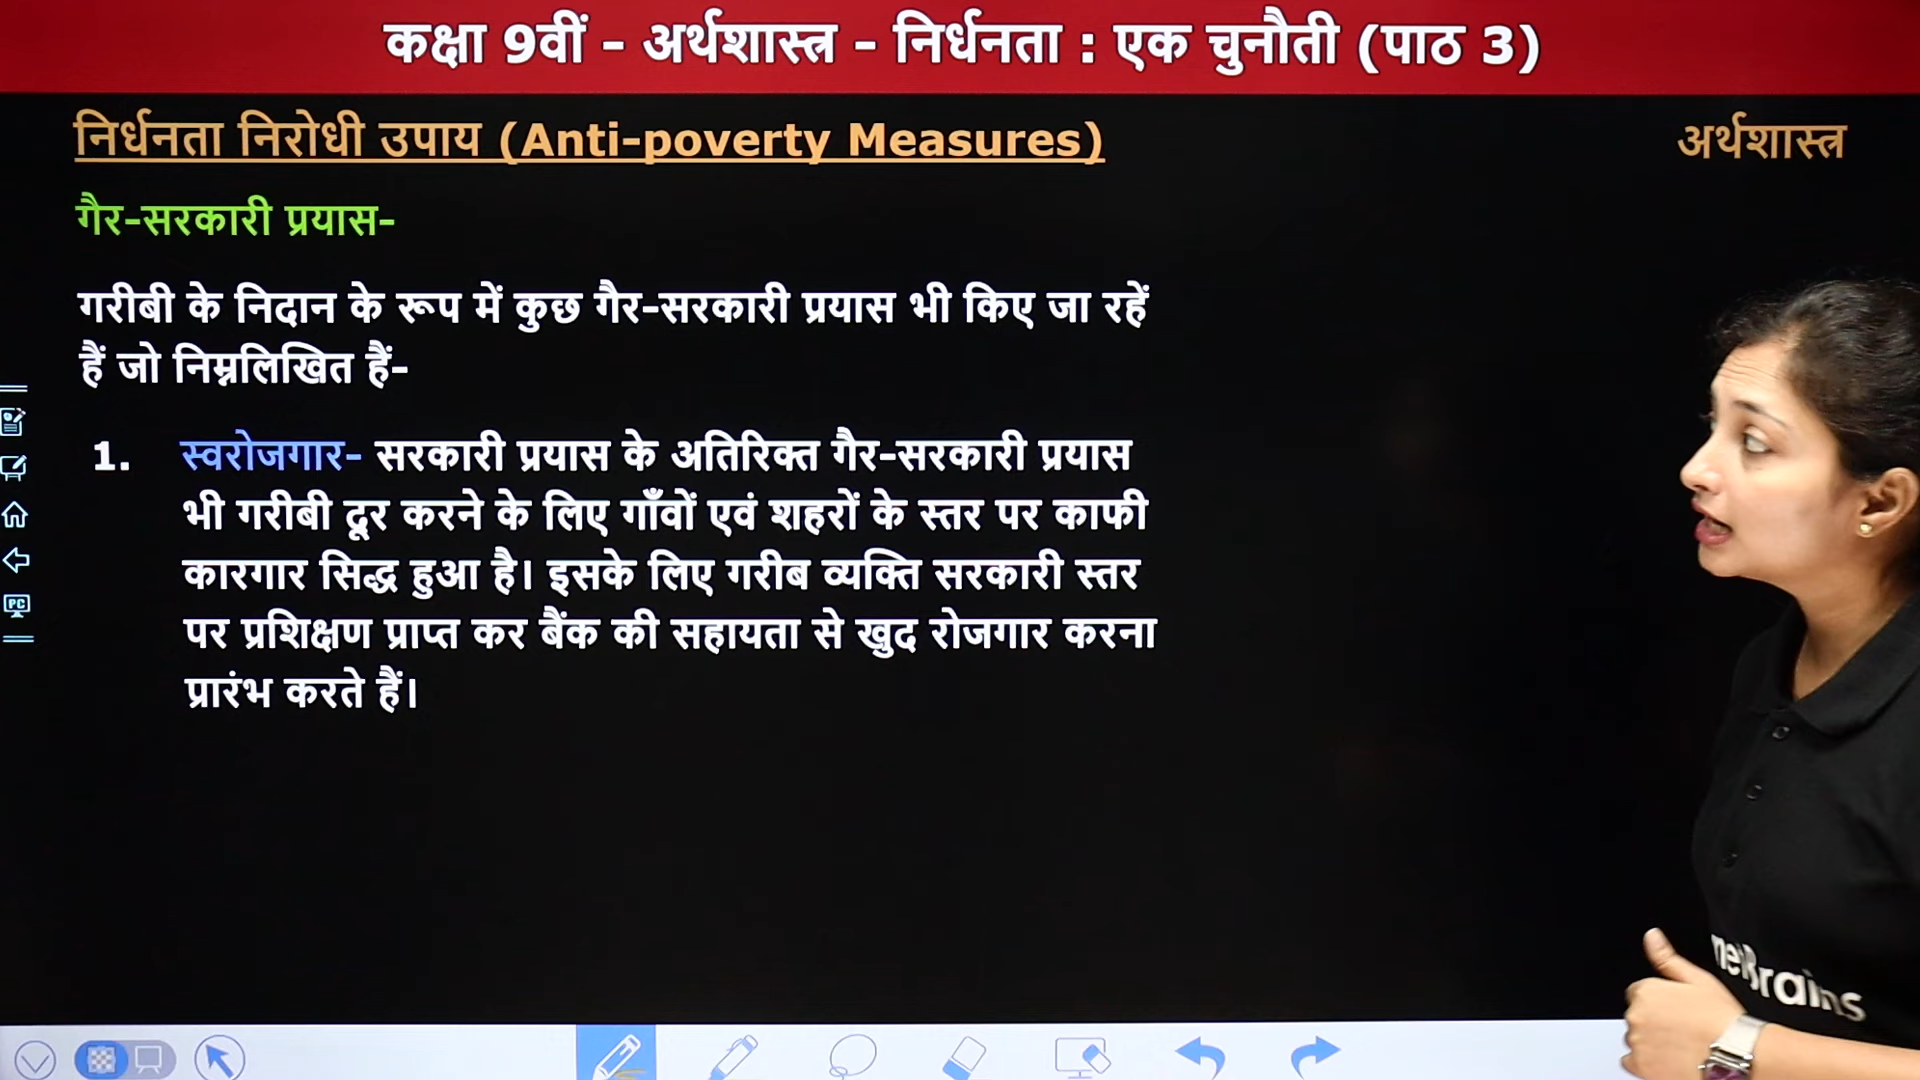 कक्षा 9वीं - अर्थशास्त्र - निर्धनता : एक चुनौती (पाठ 3)
निर्धनता निरोधी उपाय (Anti-poverty Measures)
अर्थशास्त्र
गैर-सरकारी प्रयास-
गरीबी के निदान के रूप में कुछ गैर-सरकारी प्रयास भी किए जा रहें
हैं जो निम्नलिखित हैं-
1. स्वरोजगार- सरकारी प्रयास के अतिरिक्त गैर-सरकारी प्रयास
भी गरीबी दूर करने के लिए गाँवों एवं शहरों के स्तर पर काफी
कारगार सिद्ध हुआ है। इसके लिए गरीब व्यक्ति सरकारी स्तर
पर प्रशिक्षण प्राप्त कर बैंक की सहायता से खुद रोजगार करना
प्रारंभ करते हैं।
PC